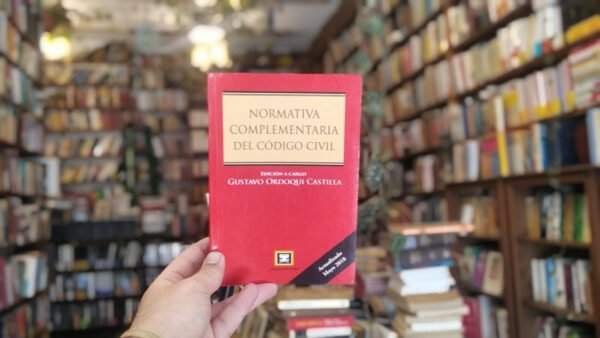 NORMATIVA
COMPLEMENTARIA
DEL CÓDIGO CIVIL
EDICIÓN A CARGO
GUSTAVO ORDOQUI CASTILLA
Actualizado
Mayo 2018